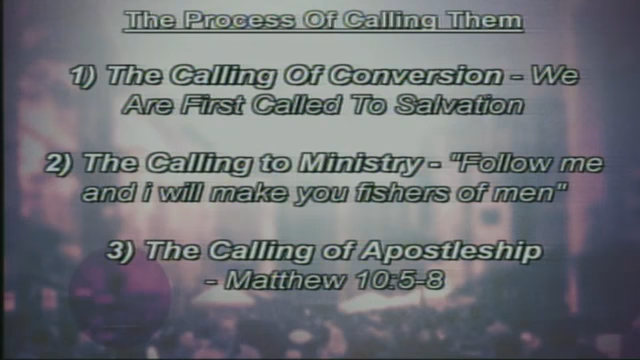 The Process Of Calling Them
1) The Calling Of Conversion - We
Are First Called To Salvation
2) The Calling to Ministry - "Follow me
and i will make you fishers of men"
3) The Calling of Apostleship
- Matthew 10:5-8